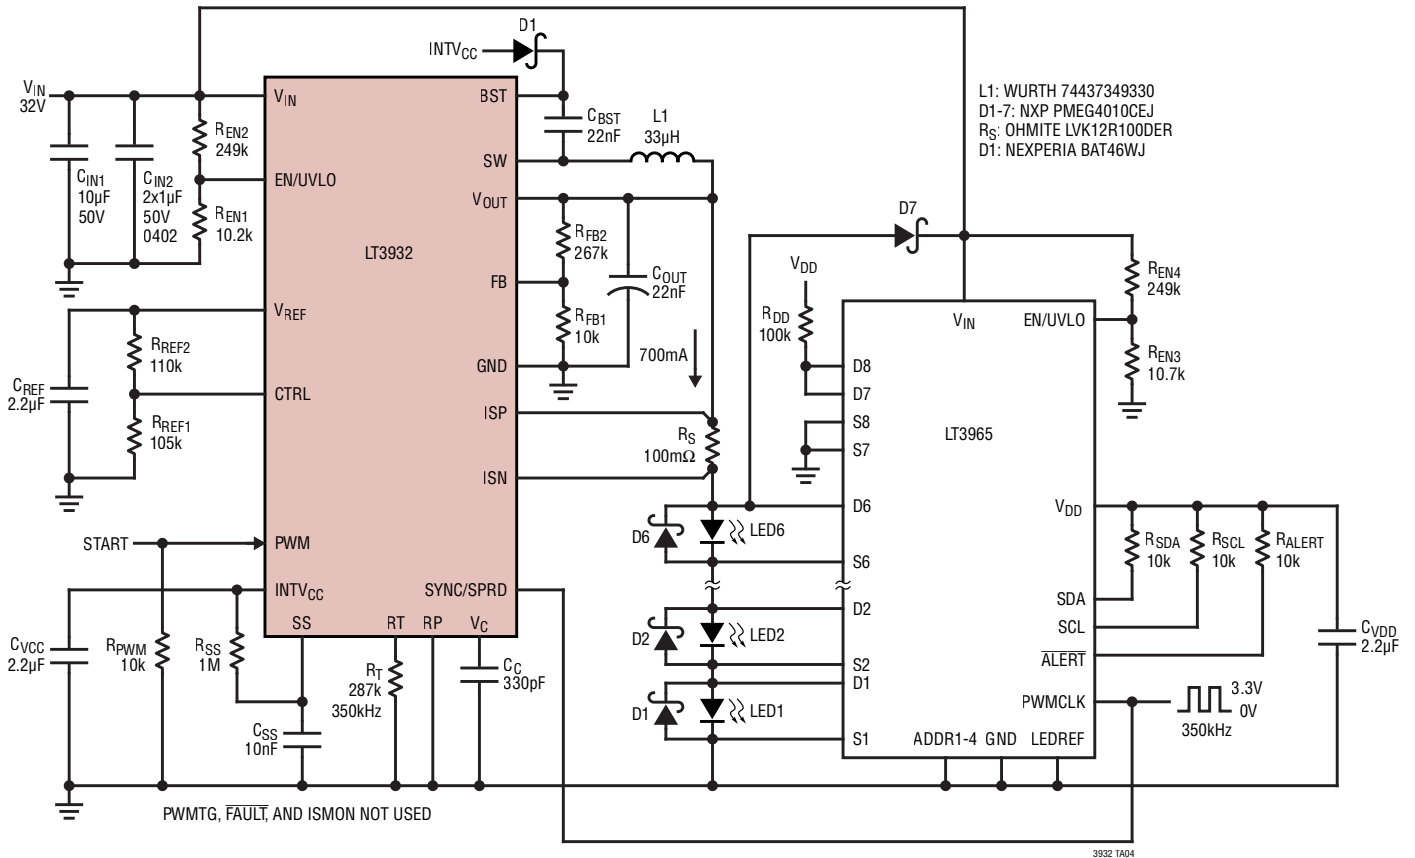 D1
INTVCC
VIN
32V
CIN1
10µF
50V
CIN2
2x1µF
50V
0402
REN2
249k
REN1
10.2k
VIN
EN/UVLO
LT3932
VREF
CTRL
PWM
INTVCC
SS
RT
RP
VC
SYNC/SPRD
BST
SW
VOUT
FB
GND
ISP
ISN
CBST
22nF
L1
33µH
RFB2
267k
RFB1
10k
COUT
22nF
700mA
RS
100mΩ
L1: WURTH 74437349330
D1-7: NXP PMEG4010CEJ
RS: OHMITE LVK12R100DER
D1: NEXPERIA BAT46WJ
CREF
2.2µF
RREF2
110k
RREF1
105k
START
CVCC
2.2µF
RPWM
10k
RSS
1M
CSS
10nF
RT
287k
350kHz
CC
330pF
D7
VDD
RDD
100k
D6
LED6
D2
LED2
D1
LED1
VIN
EN/UVLO
D8
D7
S8
S7
LT3965
D6
S6
D2
S2
D1
S1
VDD
SDA
SCL
ALERT
PWMCLK
ADDR1-4 GND LEDREF
REN4
249k
REN3
10.7k
RSDA
10k
RSCL
10k
RALERT
10k
CVDD
2.2µF
3.3V
0V
350kHz
PWMTG, FAULT, AND ISMON NOT USED
3932 TA04